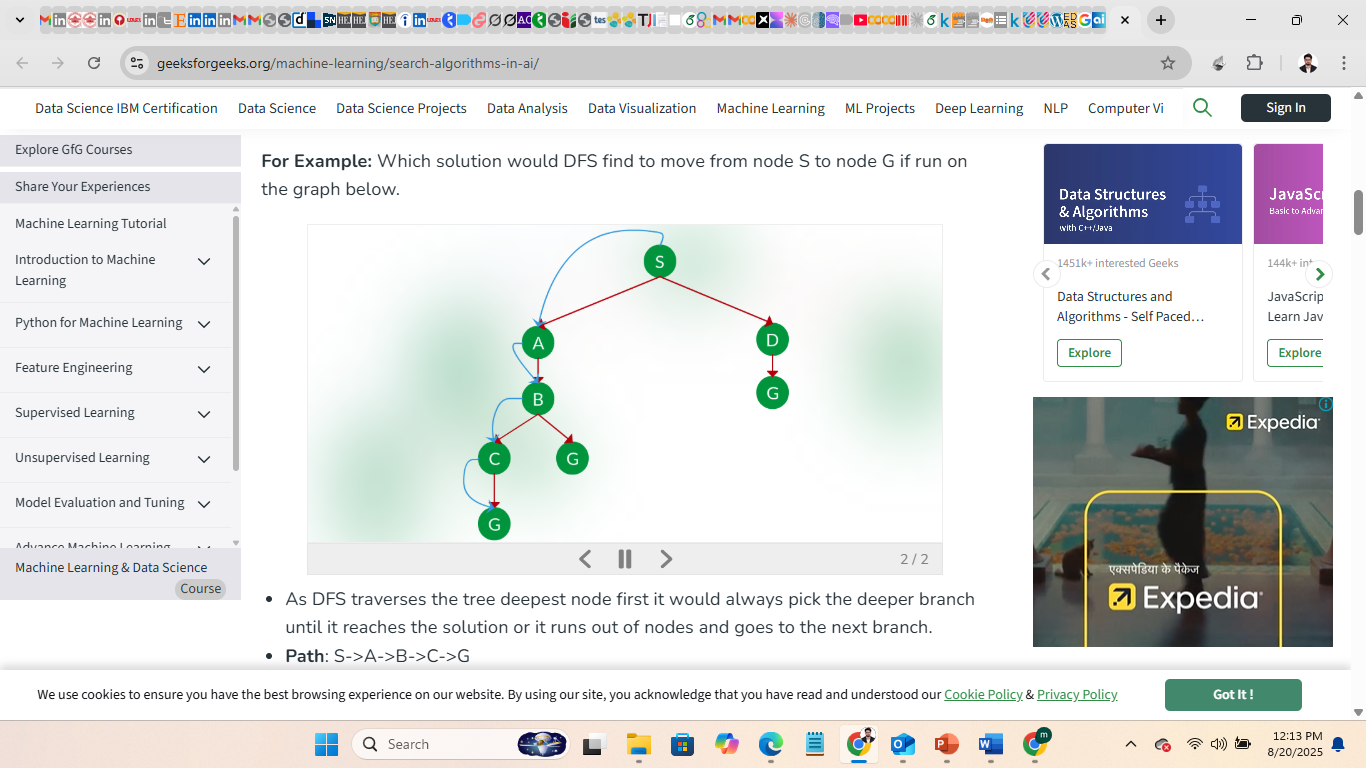 geeksforgeeks.org/machine-learning/search-algorithms-in-ai/
Data Science IBM Certification
Data Science
Data Science Projects
Data Analysis
Data Visualization
Machine Learning
ML Projects
Deep Learning
NLP
Computer Vi
Sign In
Explore GfG Courses
Share Your Experiences
Machine Learning Tutorial
Introduction to Machine
Learning
Python for Machine Learning
Feature Engineering
Supervised Learning
Unsupervised Learning
Model Evaluation and Tuning
Advance Machine Learning
Machine Learning & Data Science
Course
For Example: Which solution would DFS find to move from node S to node G if run on
the graph below.
S
A
D
B
G
C
G
G
2 / 2
• As DFS traverses the tree deepest node first it would always pick the deeper branch
until it reaches the solution or it runs out of nodes and goes to the next branch.
• Path: S->A->B->C->G
Data Structures
& Algorithms
with C++/Java
1451k+ interested Geeks
Data Structures and
Algorithms - Self Paced...
Explore
JavaScr
Basic to Advan
144k+ int
JavaScrip
Learn Jav
Explore
Expedia
एक्सपेडिया के पैकेज
Expedia
We use cookies to ensure you have the best browsing experience on our website. By using our site, you acknowledge that you have read and understood our Cookie Policy & Privacy Policy
Got It !
Search
12:13 PM
8/20/2025